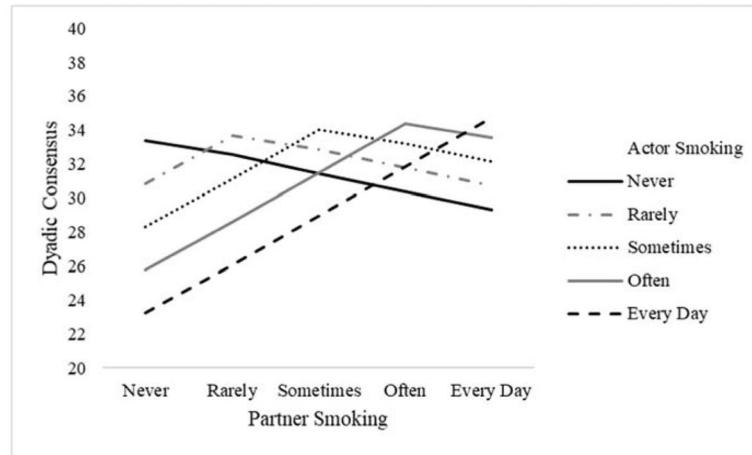 40
38
36
34
32
30
28
26
24
22
20
Dyadic Consensus
Never Rarely Sometimes Often Every Day
Partner Smoking
Actor Smoking
Never
Rarely
Sometimes
Often
Every Day